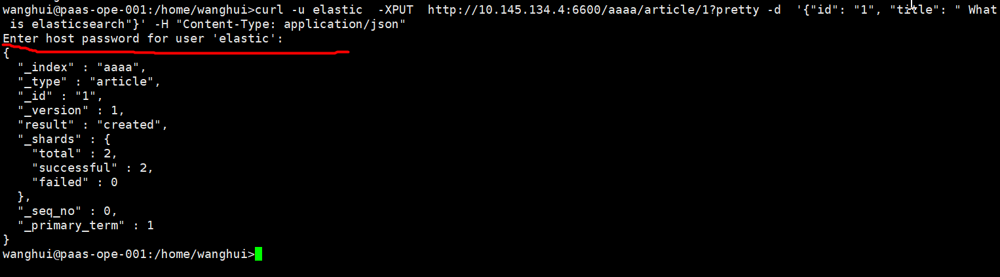 wanghui@paas-ope-001:/home/wanghui>curl -u elastic  -XPUT  http://10.145.134.4:6600/aaaa/article/1?pretty -d  '{"id": "1", "title": " What
 is elasticsearch"}' -H "Content-Type: application/json"
Enter host password for user 'elastic':
{
  "_index" : "aaaa",
  "_type" : "article",
  "_id" : "1",
  "_version" : 1,
  "result" : "created",
  "_shards" : {
    "total" : 2,
    "successful" : 2,
    "failed" : 0
  },
  "_seq_no" : 0,
  "_primary_term" : 1
}
wanghui@paas-ope-001:/home/wanghui>